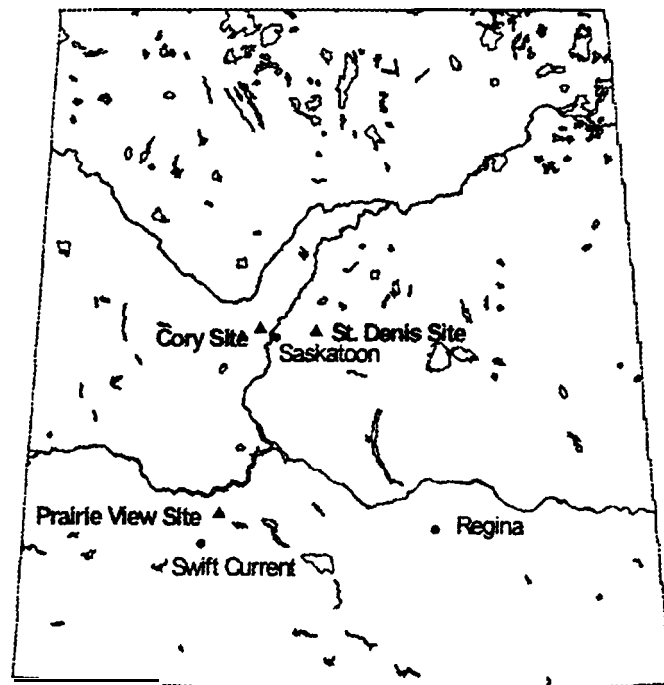 Cory Site
St. Denis Site
Saskatoon
Prairie View Site
Regina
Swift Current